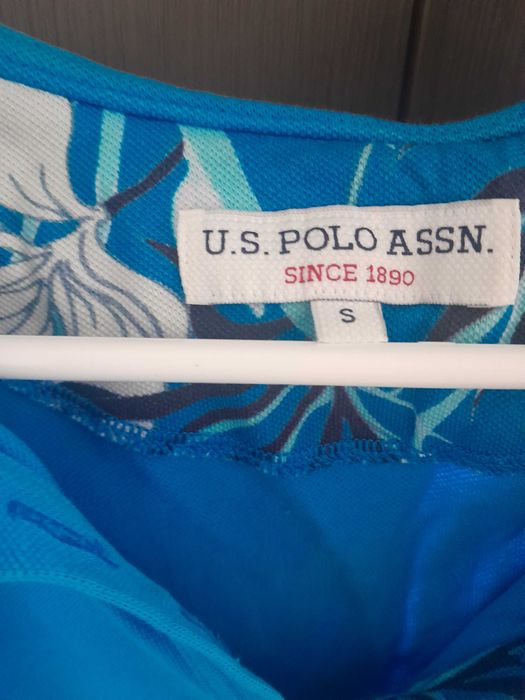 U.S. POLO ASSN.
SINCE 1890
S